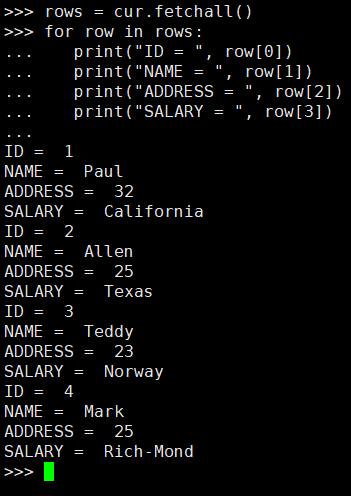 >>> rows = cur.fetchall()
>>> for row in rows:
...    print("ID = ", row[0])
...    print("NAME = ", row[1])
...    print("ADDRESS = ", row[2])
...    print("SALARY = ", row[3])
...
ID =  1
NAME =  Paul
ADDRESS =  32
SALARY =  California
ID =  2
NAME =  Allen
ADDRESS =  25
SALARY =  Texas
ID =  3
NAME =  Teddy
ADDRESS =  23
SALARY =  Norway
ID =  4
NAME =  Mark
ADDRESS =  25
SALARY =  Rich-Mond
>>>